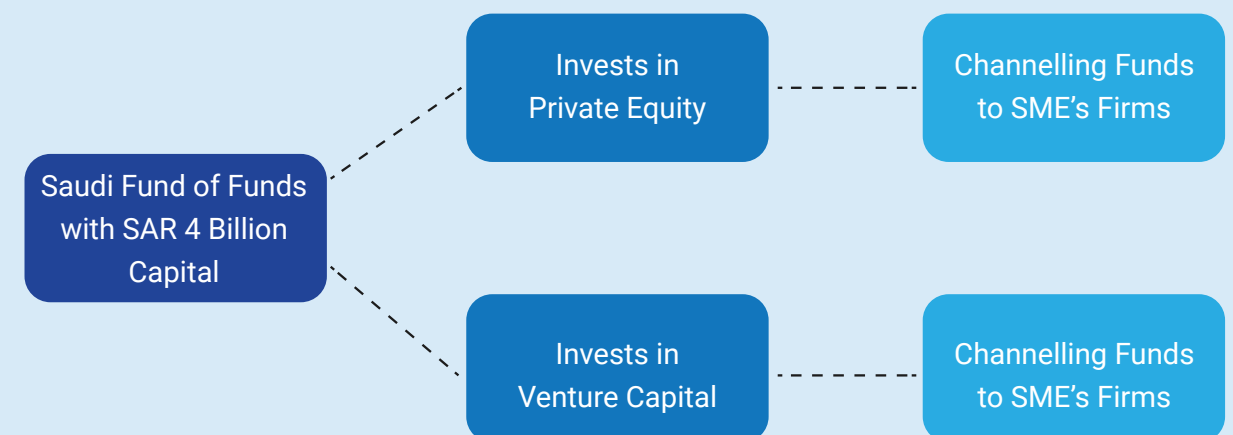 Saudi Fund of Funds
with SAR 4 Billion
Capital
Invests in
Private Equity
Channelling Funds
to SME’s Firms
Invests in
Venture Capital
Channelling Funds
to SME’s Firms